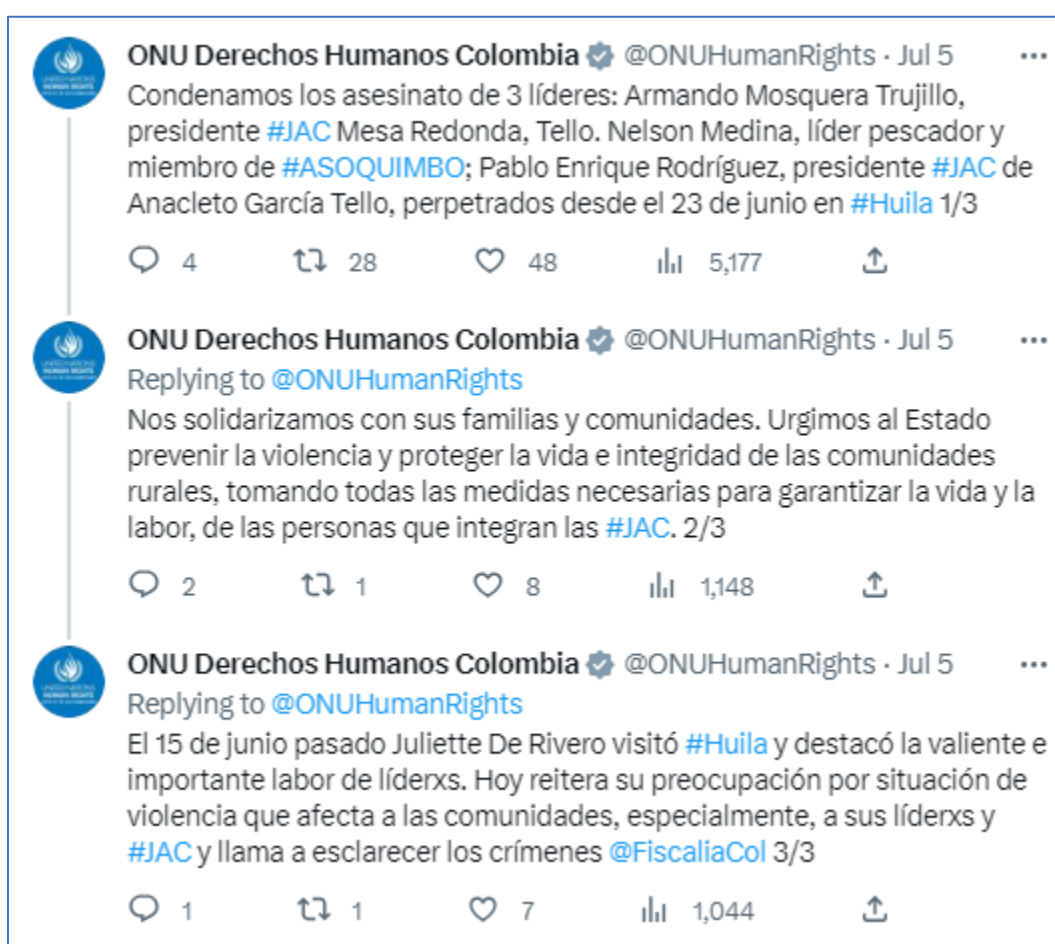 ONU Derechos Humanos Colombia @ONUHumanRights · Jul 5 ...
Condenamos los asesinato de 3 líderes: Armando Mosquera Trujillo,
presidente #JAC Mesa Redonda, Tello. Nelson Medina, líder pescador y
miembro de #ASOQUIMBO; Pablo Enrique Rodríguez, presidente #JAC de
Anacleto García Tello, perpetrados desde el 23 de junio en #Huila 1/3
4 28 48 5,177
ONU Derechos Humanos Colombia @ONUHumanRights · Jul 5 ...
Replying to @ONUHumanRights
Nos solidarizamos con sus familias y comunidades. Urgimos al Estado
prevenir la violencia y proteger la vida e integridad de las comunidades
rurales, tomando todas las medidas necesarias para garantizar la vida y la
labor, de las personas que integran las #JAC. 2/3
2 1 8 1,148
ONU Derechos Humanos Colombia @ONUHumanRights · Jul 5 ...
Replying to @ONUHumanRights
El 15 de junio pasado Juliette De Rivero visitó #Huila y destacó la valiente e
importante labor de líderxs. Hoy reitera su preocupación por situación de
violencia que afecta a las comunidades, especialmente, a sus líderxs y
#JAC y llama a esclarecer los crímenes @FiscaliaCol 3/3
1 1 7 1,044